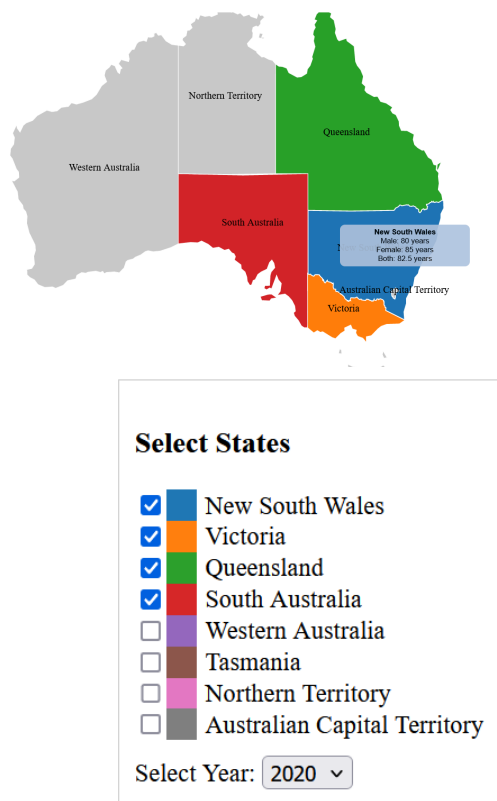 Northern Territory
Queensland
Western Australia
South Australia
New South Wales
Male: 80 years
Female: 85 years
Both: 82.5 years
Australian Capital Territory
Victoria
Select States
New South Wales
Victoria
Queensland
South Australia
Western Australia
Tasmania
Northern Territory
Australian Capital Territory
Select Year: 2020